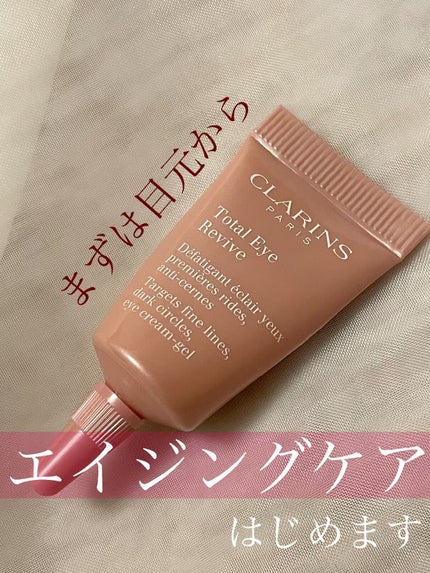 まずは目元から
CLARINS
PARIS
Total Eye
Revive
Défatigant éclair yeux
premières rides,
anti-cernes
Targets fine lines,
dark circles,
eye cream-gel
エイジングケア
はじめます